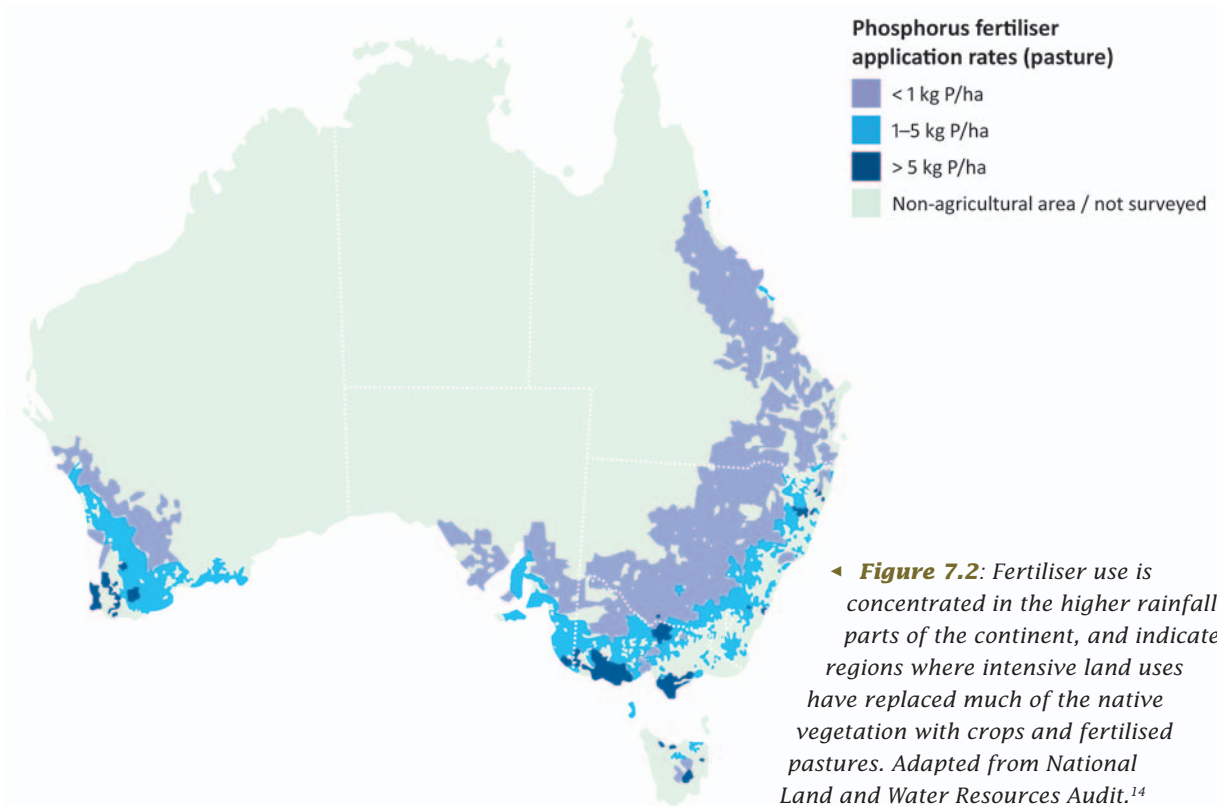 Phosphorus fertiliser
application rates (pasture)
< 1 kg P/ha
1–5 kg P/ha
> 5 kg P/ha
Non-agricultural area / not surveyed
◂ Figure 7.2: Fertiliser use is
concentrated in the higher rainfall
parts of the continent, and indicate
regions where intensive land uses
have replaced much of the native
vegetation with crops and fertilised
pastures. Adapted from National
Land and Water Resources Audit.14